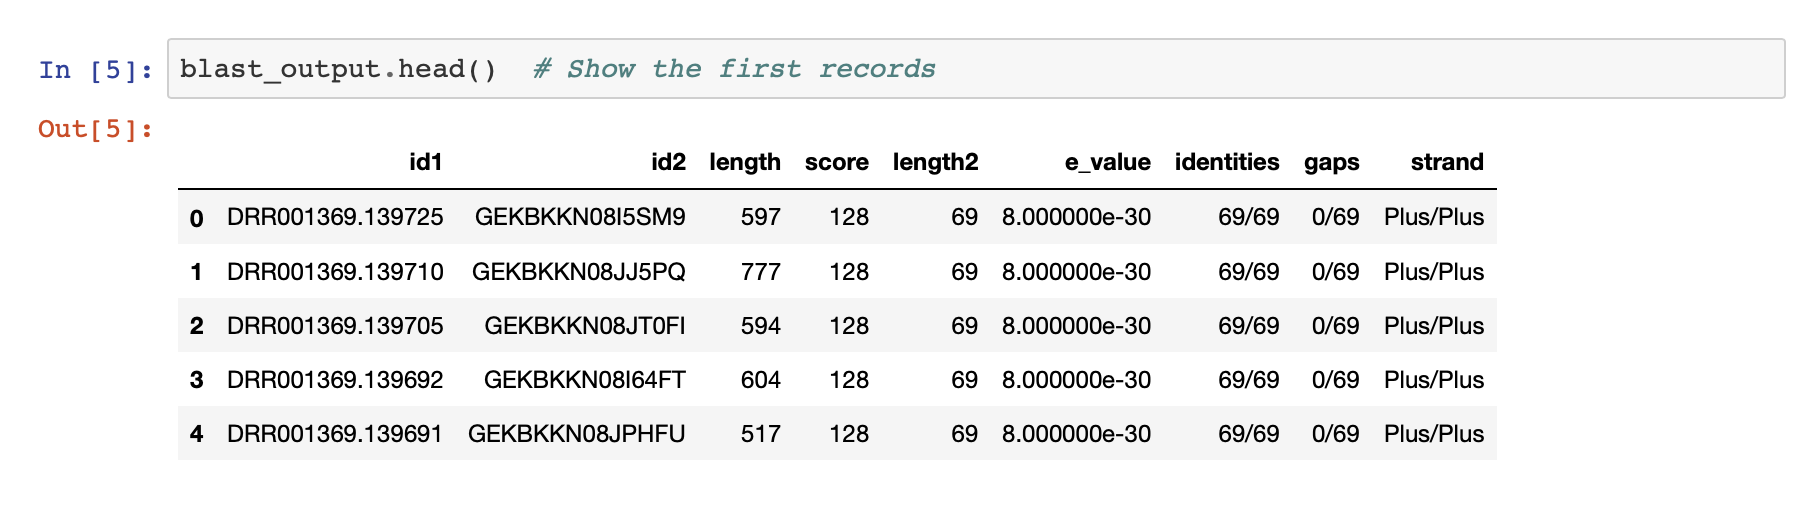 In [5]: blast_output.head()  # Show the first records
Out[5]:
id1 id2 length score length2 e_value identities gaps strand
0 DRR001369.139725 GEKBKKN08I5SM9 597 128 69 8.000000e-30 69/69 0/69 Plus/Plus
1 DRR001369.139710 GEKBKKN08JJ5PQ 777 128 69 8.000000e-30 69/69 0/69 Plus/Plus
2 DRR001369.139705 GEKBKKN08JT0FI 594 128 69 8.000000e-30 69/69 0/69 Plus/Plus
3 DRR001369.139692 GEKBKKN08I64FT 604 128 69 8.000000e-30 69/69 0/69 Plus/Plus
4 DRR001369.139691 GEKBKKN08JPHFU 517 128 69 8.000000e-30 69/69 0/69 Plus/Plus